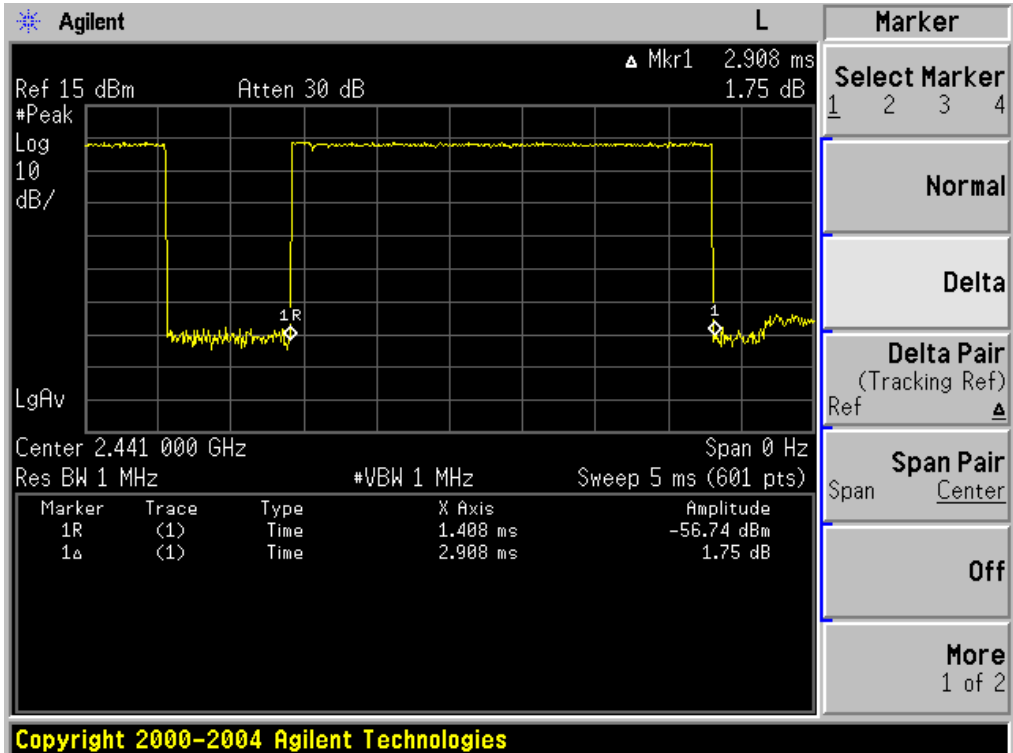 Agilent L
Marker
Δ Mkr1 2.908 ms
Ref 15 dBm Atten 30 dB 1.75 dB
#Peak
Log
10
dB/
1R
1
LgAv
Center 2.441 000 GHz Span 0 Hz
Res BW 1 MHz #VBW 1 MHz Sweep 5 ms (601 pts)
Marker Trace Type X Axis Amplitude
1R (1) Time 1.408 ms -56.74 dBm
1Δ (1) Time 2.908 ms 1.75 dB
Select Marker
1 2 3 4
Normal
Delta
Delta Pair
(Tracking Ref)
Ref Δ
Span Pair
Span Center
Off
More
1 of 2
Copyright 2000-2004 Agilent Technologies